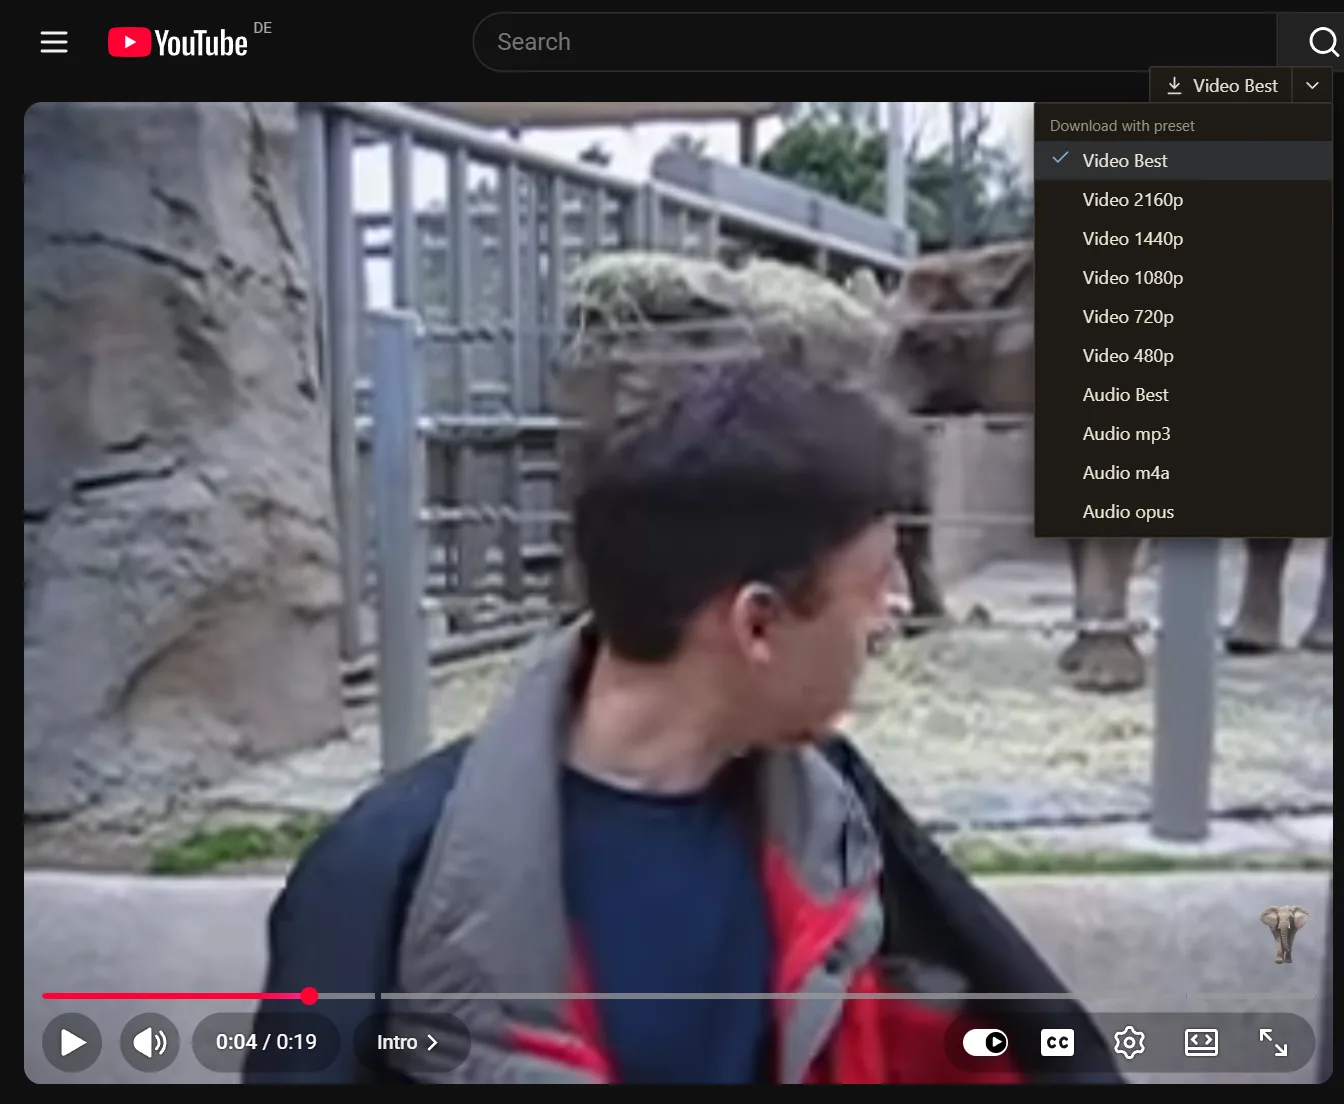 YouTube DE
Search
Video Best
Download with preset
Video Best
Video 2160p
Video 1440p
Video 1080p
Video 720p
Video 480p
Audio Best
Audio mp3
Audio m4a
Audio opus
0:04 / 0:19
Intro
CC